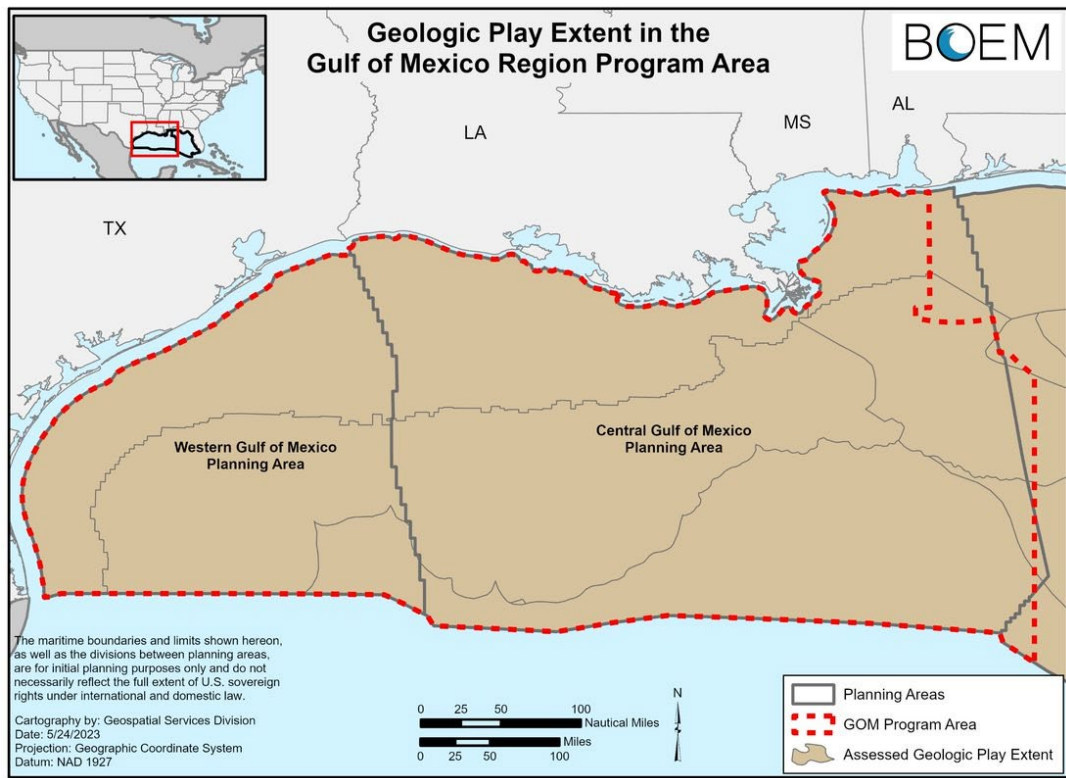 Geologic Play Extent in the
Gulf of Mexico Region Program Area
BOEM
TX
LA
MS
AL
Western Gulf of Mexico
Planning Area
Central Gulf of Mexico
Planning Area
The maritime boundaries and limits shown hereon,
as well as the divisions between planning areas,
are for initial planning purposes only and do not
necessarily reflect the full extent of U.S. sovereign
rights under international and domestic law.
Cartography by: Geospatial Services Division
Date: 5/24/2023
Projection: Geographic Coordinate System
Datum: NAD 1927
0 25 50 100
Nautical Miles
Miles
0 25 50 100
N
Planning Areas
GOM Program Area
Assessed Geologic Play Extent